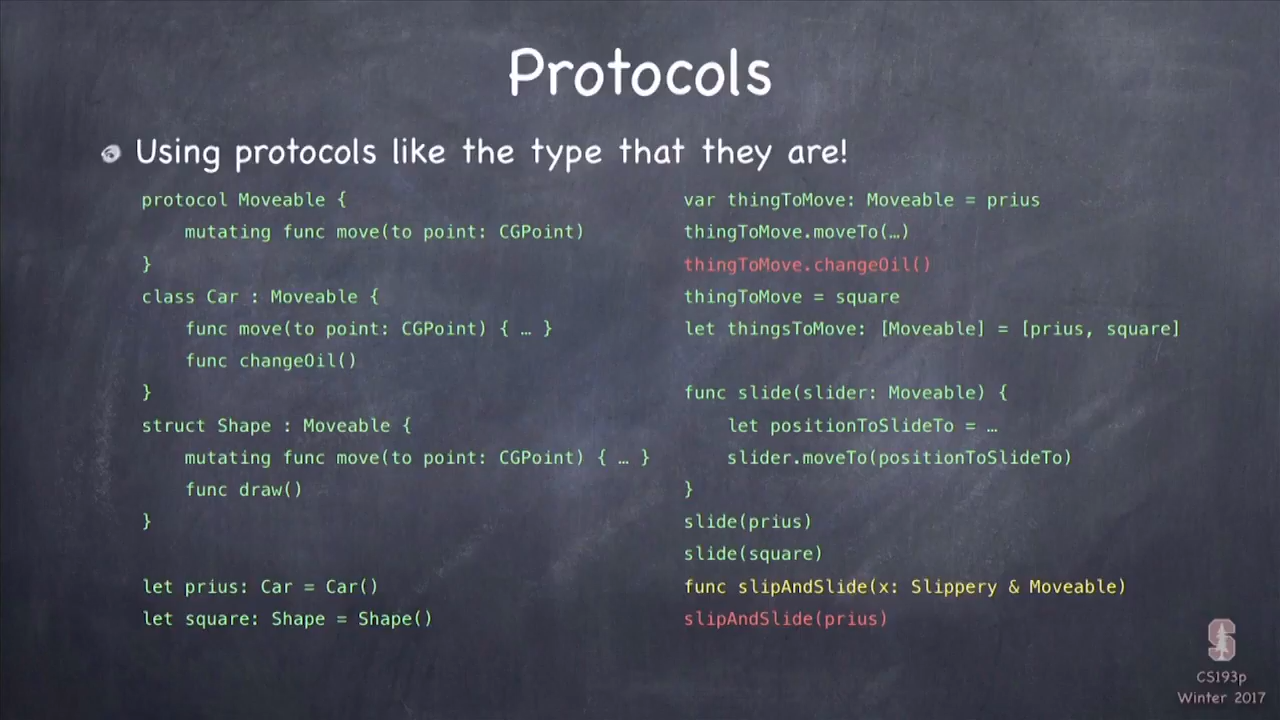 Protocols
Using protocols like the type that they are!
protocol Moveable {
mutating func move(to point: CGPoint)
}
class Car : Moveable {
func move(to point: CGPoint) { … }
func changeOil()
}
struct Shape : Moveable {
mutating func move(to point: CGPoint) { … }
func draw()
}
let prius: Car = Car()
let square: Shape = Shape()
var thingToMove: Moveable = prius
thingToMove.moveTo(…)
thingToMove.changeOil()
thingToMove = square
let thingsToMove: [Moveable] = [prius, square]
func slide(slider: Moveable) {
let positionToSlideTo = …
slider.moveTo(positionToSlideTo)
}
slide(prius)
slide(square)
func slipAndSlide(x: Slippery & Moveable)
slipAndSlide(prius)
S
CS193p
Winter 2017